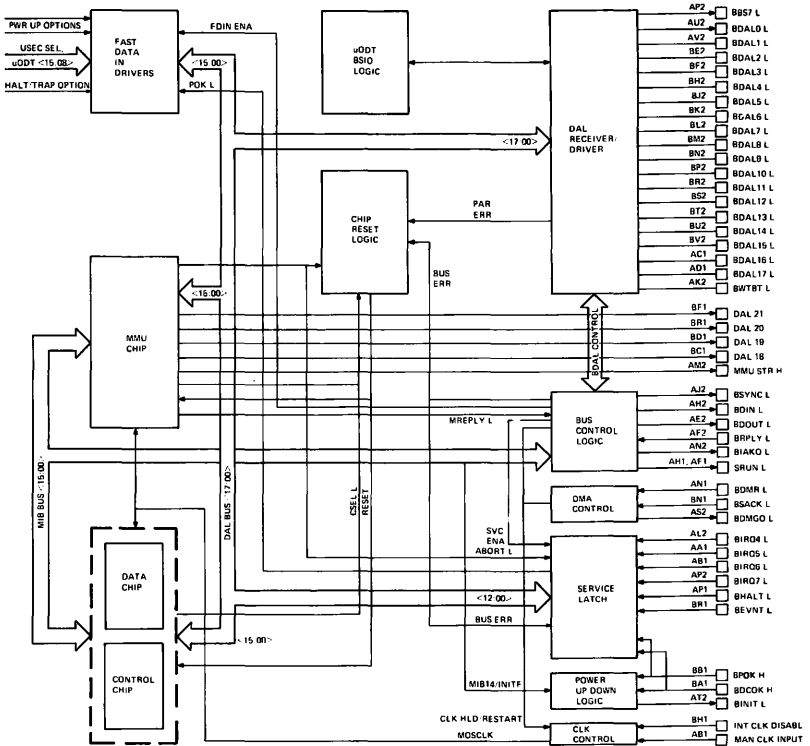 PWR UP OPTIONS
USEC SEL,
uODT <15.08>
HALT/TRAP OPTION
FAST
DATA
IN
DRIVERS
FDIN ENA
<15:00>
POK L
uODT
BSIO
LOGIC
<17:00>
DAL
RECEIVER/
DRIVER
AP2 BBS7 L
AU2 BDAL0 L
AV2 BDAL1 L
BE2 BDAL2 L
BF2 BDAL3 L
BH2 BDAL4 L
BJ2 BDAL5 L
BK2 BDAL6 L
BL2 BDAL7 L
BM2 BDAL8 L
BN2 BDAL9 L
BP2 BDAL10 L
BR2 BDAL11 L
BS2 BDAL12 L
BT2 BDAL13 L
BU2 BDAL14 L
BV2 BDAL15 L
AC1 BDAL16 L
AD1 BDAL17 L
AK2 BWTBT L
CHIP
RESET
LOGIC
PAR
ERR
BUS
ERR
MMU
CHIP
<15:00>
BF1 DAL 21
BR1 DAL 20
BD1 DAL 19
BC1 DAL 18
AM2 MMU STR H
BDAL CONTROL
MREPLY L
BUS
CONTROL
LOGIC
AJ2 BSYNC L
AH2 BDIN L
AE2 BDOUT L
AF2 BRPLY L
AN2 BIAKO L
AH1, AF1 SRUN L
MIB BUS <15:00>
DAL BUS <17:00>
CSEL L
RESET
DMA
CONTROL
AN1 BDMR L
BN1 BSACK L
AS2 BDMGO L
SVC
ENA
ABORT L
<12:00>
BUS ERR
SERVICE
LATCH
AL2 BIRQ4 L
AA1 BIRQ5 L
AB1 BIRQ6 L
AP2 BIRQ7 L
AP1 BHALT L
BR1 BEVNT L
DATA
CHIP
CONTROL
CHIP
<15:00>
MIB14/INITF
POWER
UP DOWN
LOGIC
BB1 BPOK H
BA1 BDCOK H
AT2 BINIT L
CLK HLD/RESTART
MOSCLK
CLK
CONTROL
BH1 INT CLK DISABL
AB1 MAN CLK INPUT